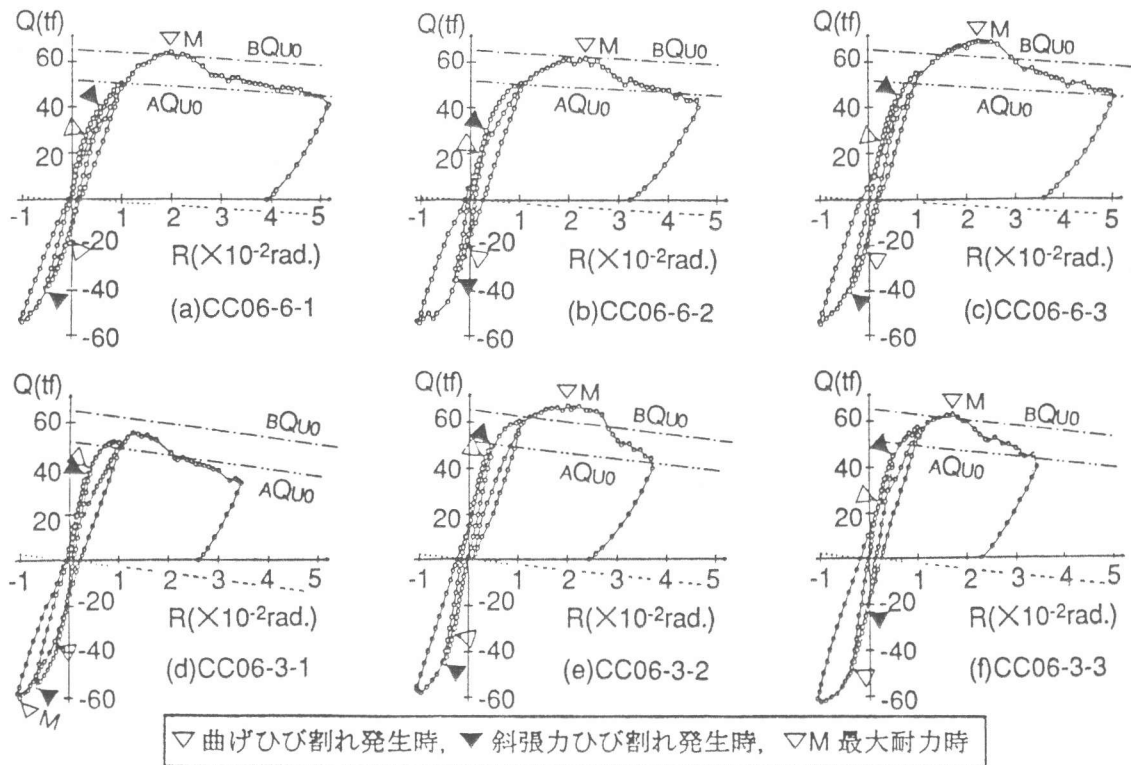 Q(tf) ▽M BQU0
60
40 AQU0
20
-1 1 2 3 4 5
-20 R(×10-2rad.)
-40 (a)CC06-6-1
-60
Q(tf) ▽M BQU0
60
40 AQU0
20
-1 1 2 3 4 5
-20 R(×10-2rad.)
-40 (b)CC06-6-2
-60
Q(tf) ▽M BQU0
60
40 AQU0
20
-1 1 2 3 4 5
-20 R(×10-2rad.)
-40 (c)CC06-6-3
-60
Q(tf)
60 BQU0
40 AQU0
20
-1 1 2 3 4 5
-20 R(×10-2rad.)
-40 (d)CC06-3-1
-60
▽M
Q(tf) ▽M BQU0
60
40 AQU0
20
-1 1 2 3 4 5
-20 R(×10-2rad.)
-40 (e)CC06-3-2
-60
Q(tf) ▽M BQU0
60
40 AQU0
20
-1 1 2 3 4 5
-20 R(×10-2rad.)
-40 (f)CC06-3-3
-60
▽曲げひび割れ発生時, ▼斜張力ひび割れ発生時, ▽M 最大耐力時